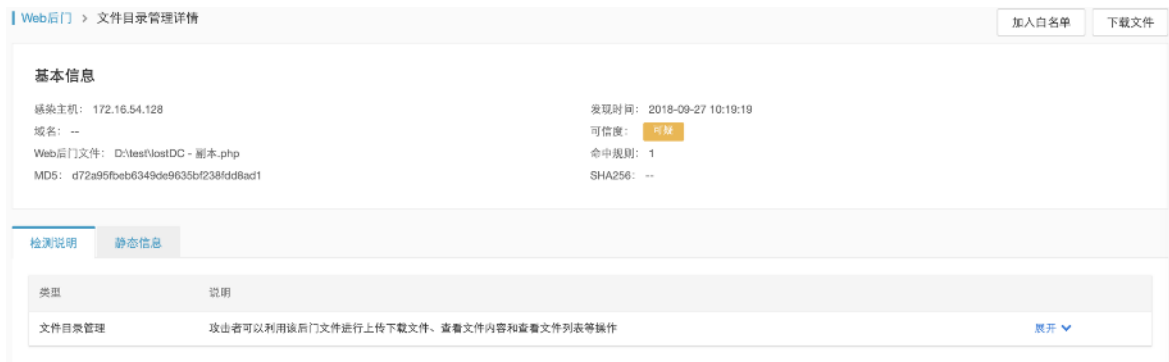 Web后门 > 文件目录管理详情
加入白名单 下载文件
基本信息
感染主机： 172.16.54.128 发现时间： 2018-09-27 10:19:19
域名： -- 可信度： 可疑
Web后门文件： D:\test\lostDC - 副本.php 命中规则： 1
MD5： d72a95fbeb6349de9635bf238fdd8ad1 SHA256： --
检测说明 静态信息
类型 说明
文件目录管理 攻击者可以利用该后门文件进行上传下载文件、查看文件内容和查看文件列表等操作 展开